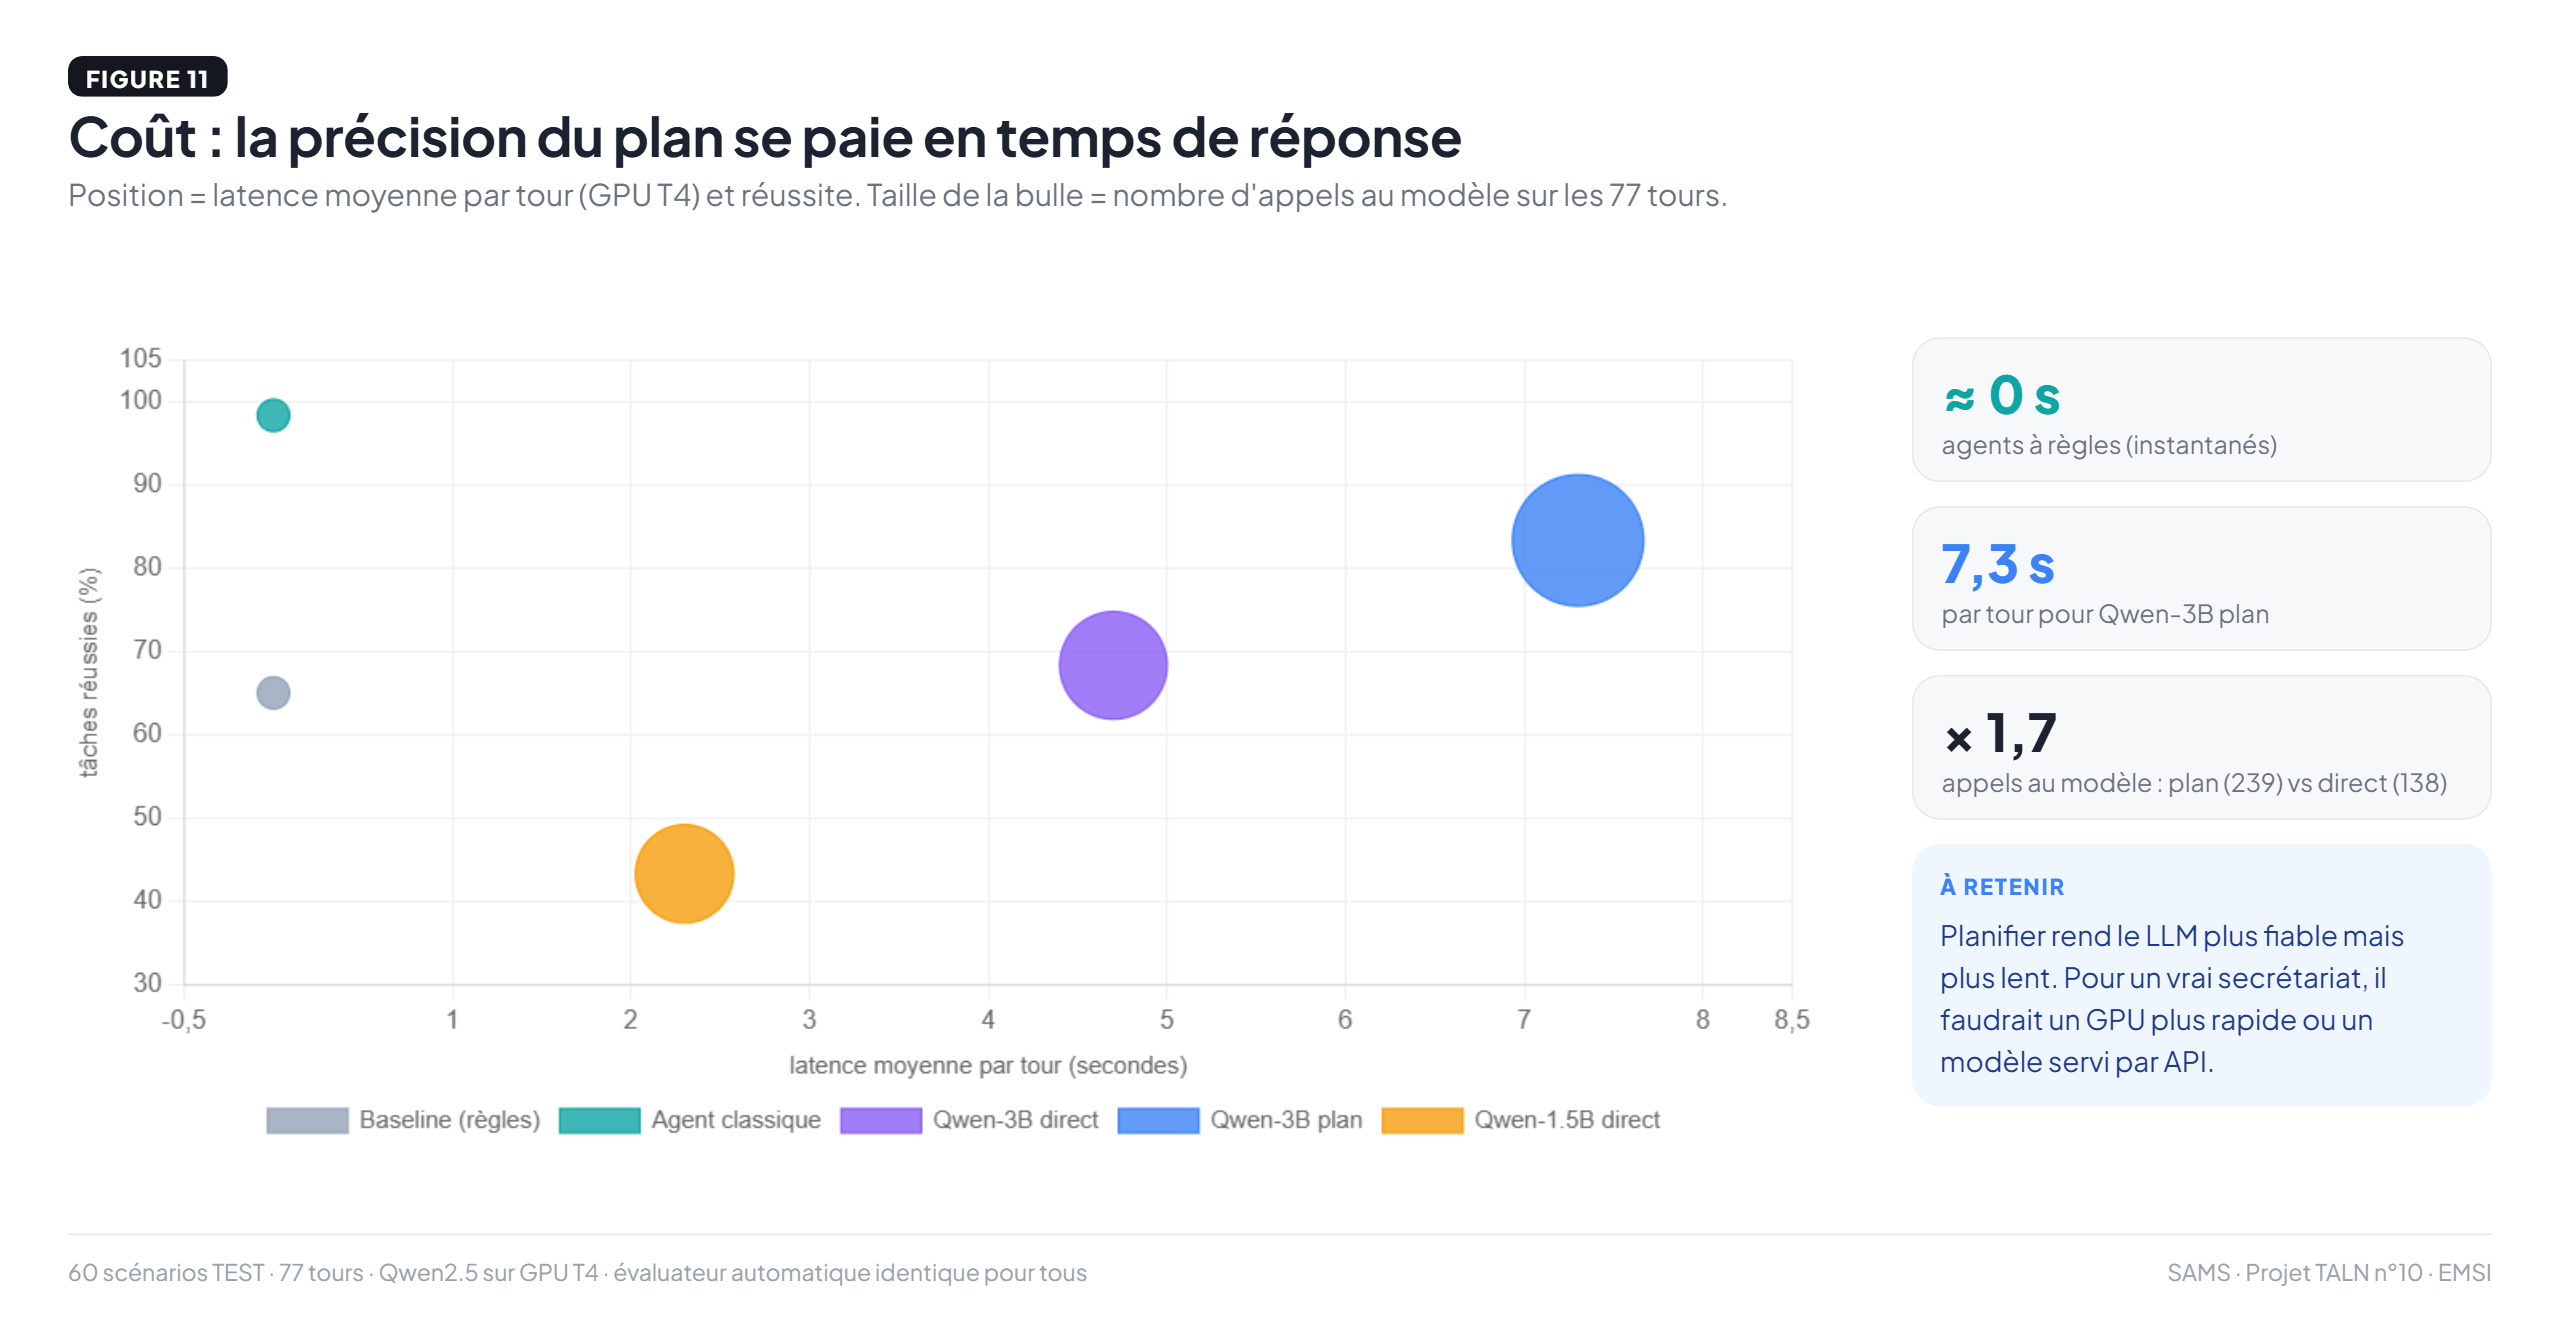 FIGURE 11
Coût : la précision du plan se paie en temps de réponse
Position = latence moyenne par tour (GPU T4) et réussite. Taille de la bulle = nombre d'appels au modèle sur les 77 tours.
105
100
90
80
70
60
50
40
30
tâches réussies (%)
-0,5 1 2 3 4 5 6 7 8 8,5
latence moyenne par tour (secondes)
Baseline (règles) Agent classique Qwen-3B direct Qwen-3B plan Qwen-1.5B direct
≈ 0 s
agents à règles (instantanés)
7,3 s
par tour pour Qwen-3B plan
× 1,7
appels au modèle : plan (239) vs direct (138)
À RETENIR
Planifier rend le LLM plus fiable mais
plus lent. Pour un vrai secrétariat, il
faudrait un GPU plus rapide ou un
modèle servi par API.
60 scénarios TEST · 77 tours · Qwen2.5 sur GPU T4 · évaluateur automatique identique pour tous
SAMS · Projet TALN n°10 · EMSI